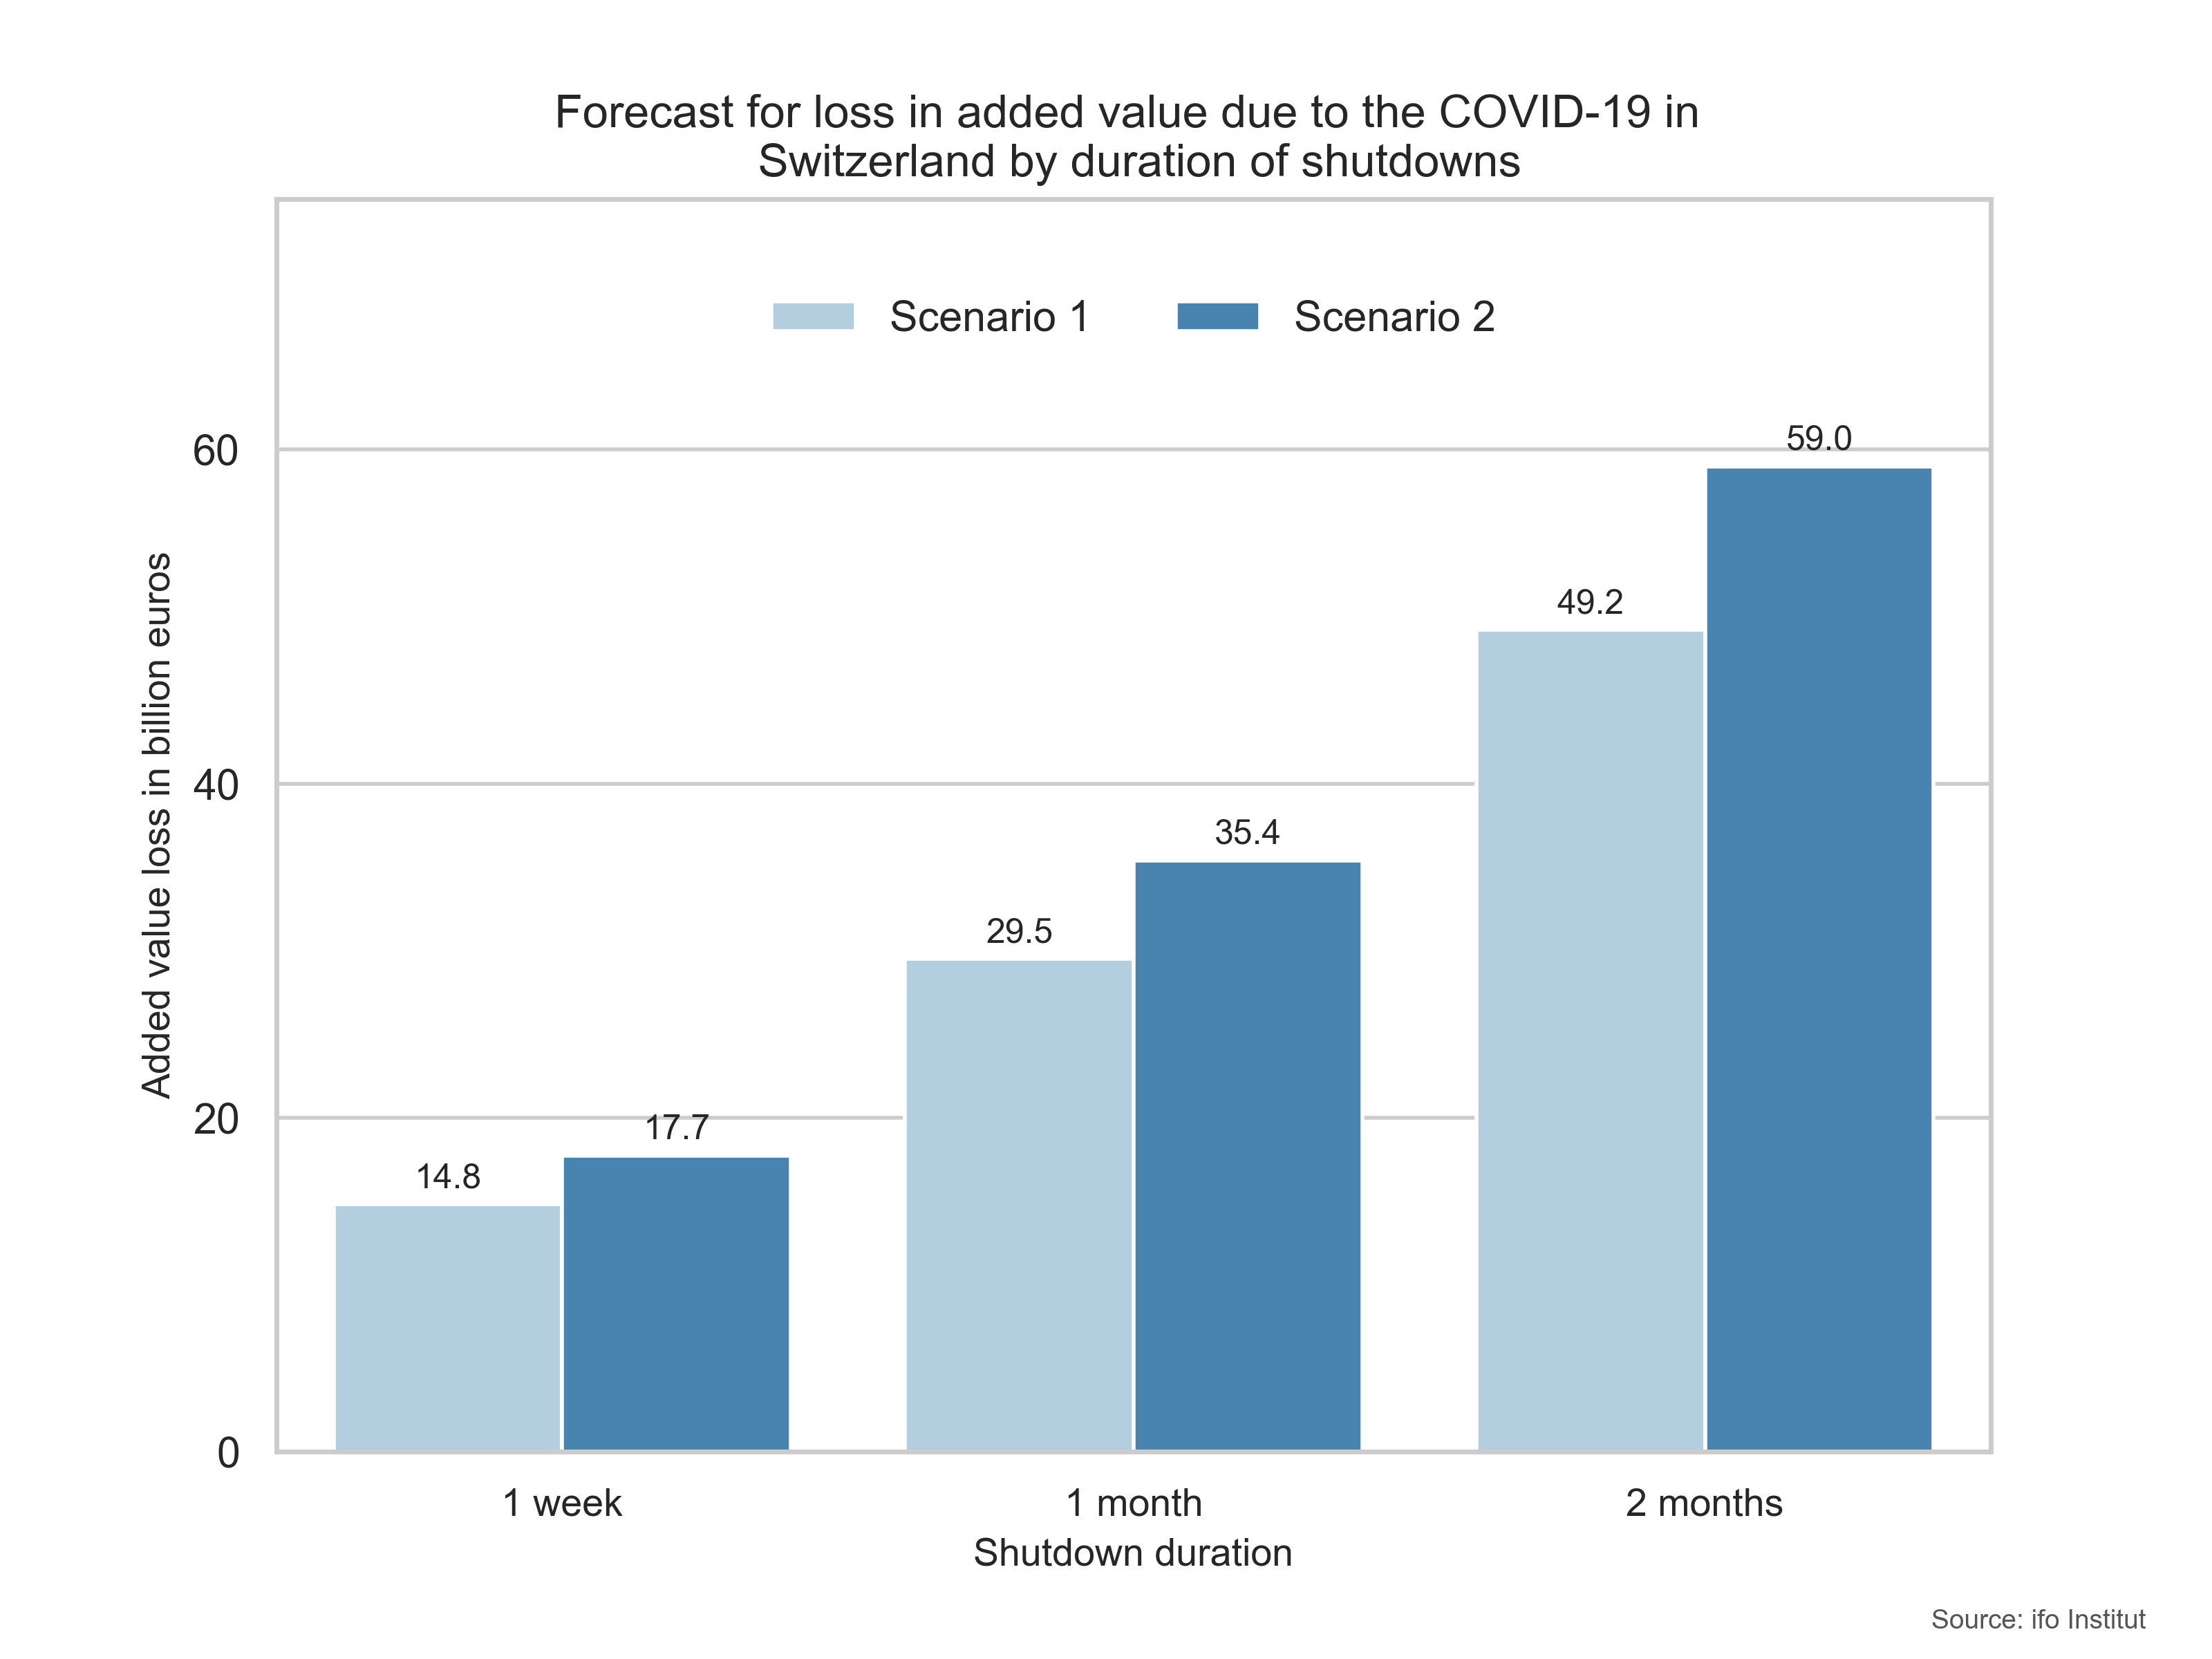 Forecast for loss in added value due to the COVID-19 in
Switzerland by duration of shutdowns
Scenario 1
Scenario 2
Added value loss in billion euros
60
40
20
0
14.8
17.7
29.5
35.4
49.2
59.0
1 week
1 month
2 months
Shutdown duration
Source: ifo Institut